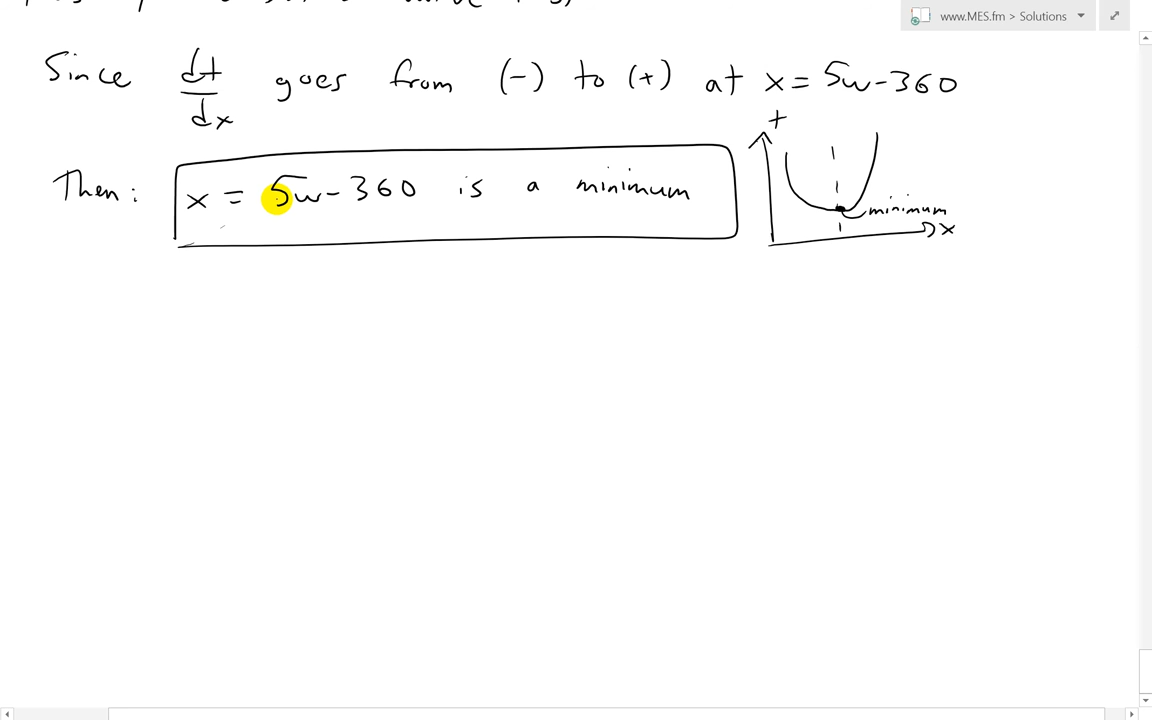 www.MES.fm > Solutions
Since dt/dx goes from (-) to (+) at x = 5w-360
Then: x = 5w-360 is a minimum
t
minimum
x